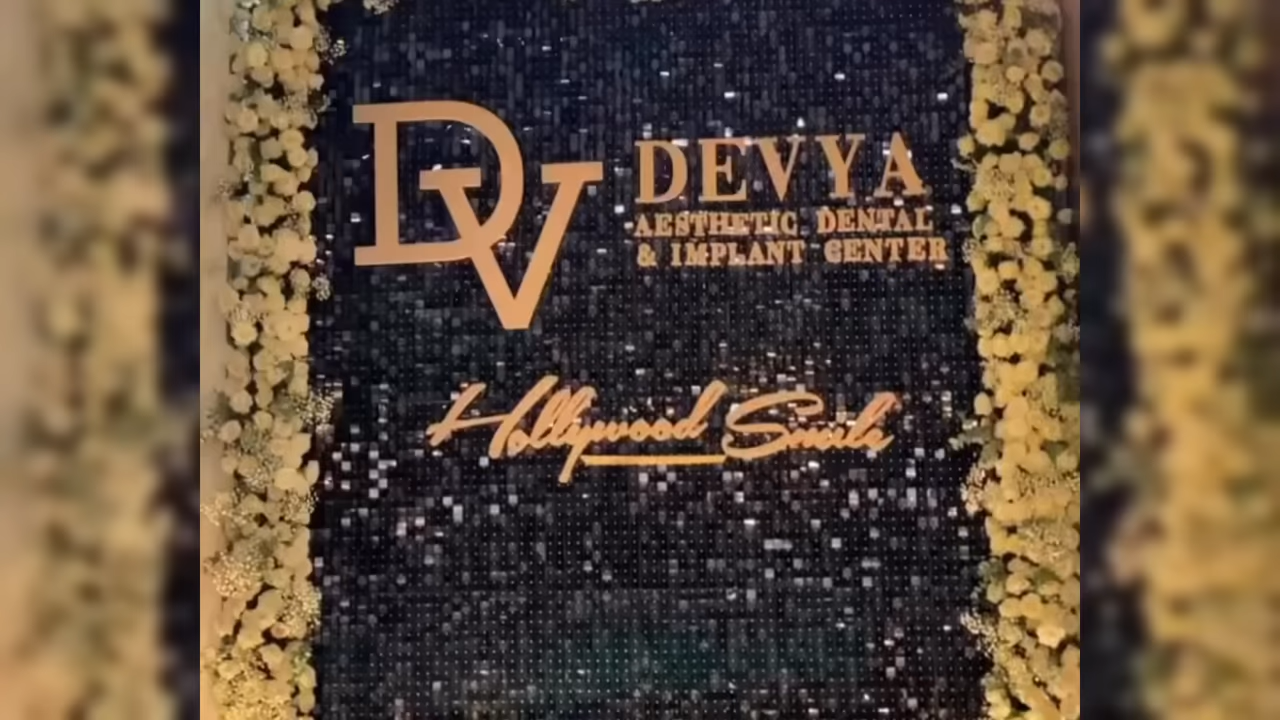 DV
DEVYA
AESTHETIC DENTAL
& IMPLANT CENTER
Hollywood Smile